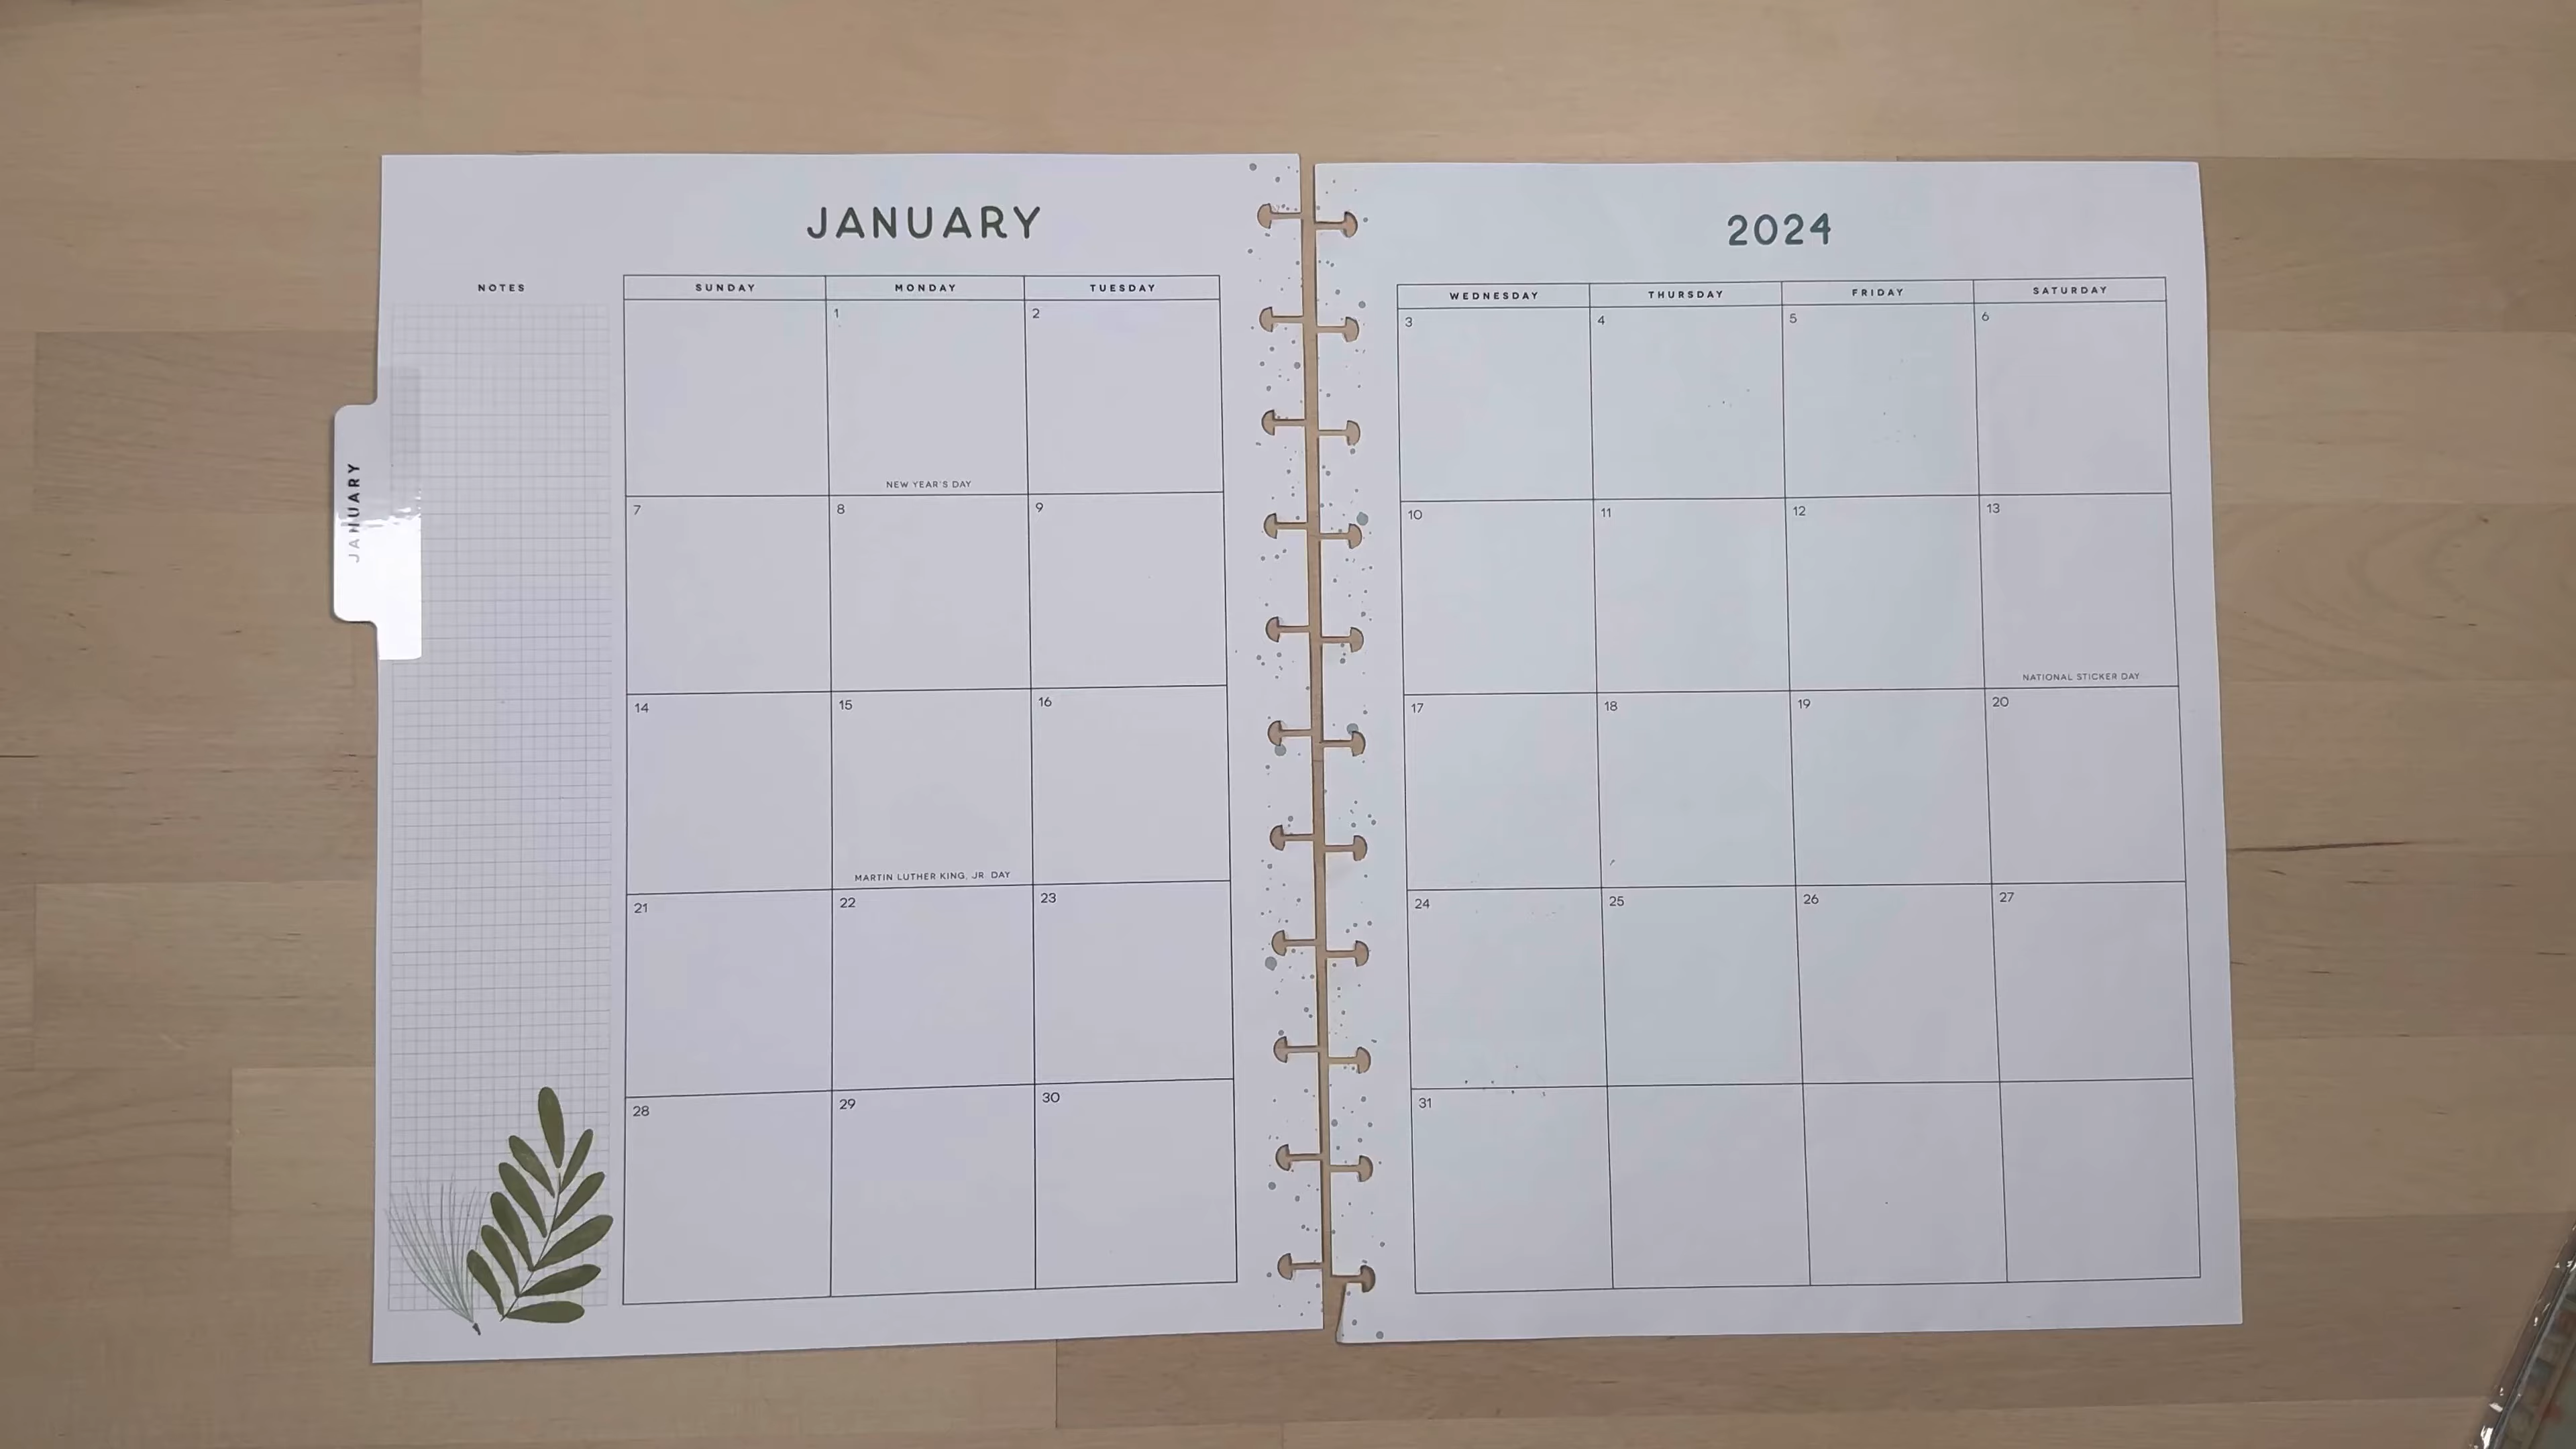 JANUARY
2024
NOTES
SUNDAY MONDAY TUESDAY
WEDNESDAY THURSDAY FRIDAY SATURDAY
JANUARY
1 2
3 4 5 6
NEW YEAR'S DAY
7 8 9
10 11 12 13
NATIONAL STICKER DAY
14 15 16
17 18 19 20
MARTIN LUTHER KING, JR. DAY
21 22 23
24 25 26 27
28 29 30
31